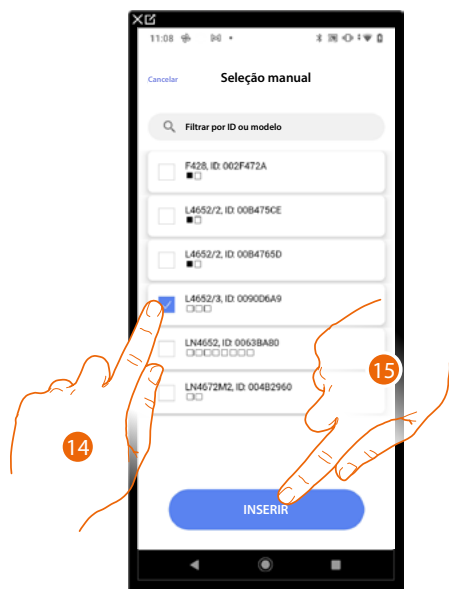 11:08
Cancelar
Seleção manual
Filtrar por ID ou modelo
F428, ID: 002F472A
L4652/2, ID: 00B475CE
L4652/2, ID: 00B4765D
L4652/3, ID: 0090D6A9
LN4652, ID: 0063BA80
LN4672M2, ID: 004B2960
15
14
INSERIR